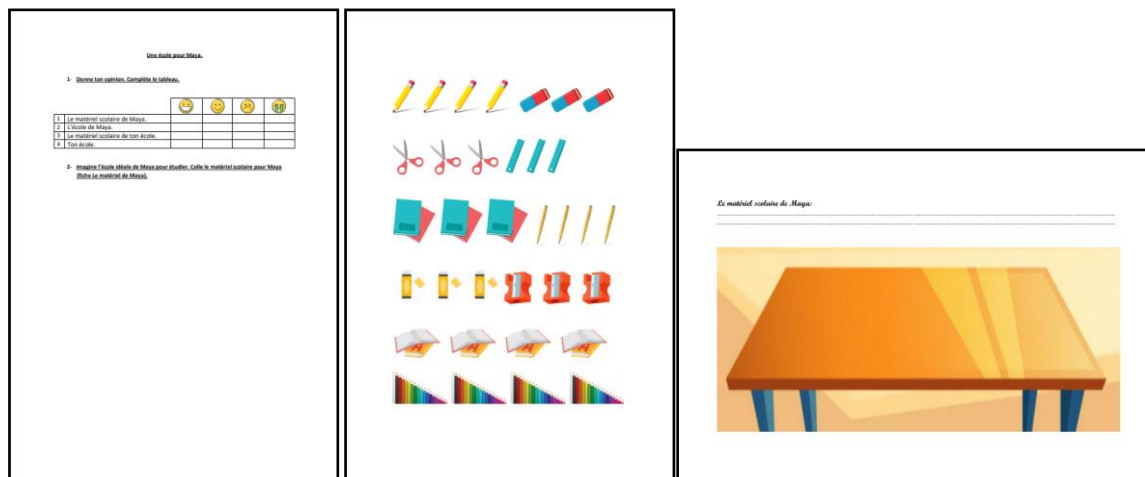 Une école pour Maya.
1- Donne ton opinion. Complète le tableau.
1 Le matériel scolaire de Maya.
2 L'école de Maya.
3 Le matériel scolaire de ton école.
4 Ton école.
2- Imagine l'école idéale de Maya pour étudier. Colle le matériel scolaire pour Maya
(fiche Le matériel de Maya).
Le matériel scolaire de Maya: